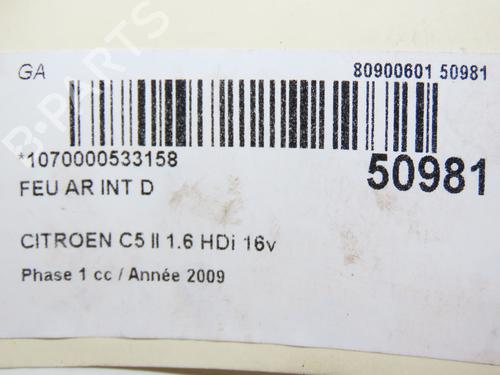 GA
80900601 50981
*1070000533158
50981
FEU AR INT D
CITROEN C5 II 1.6 HDi 16v
Phase 1 cc / Année 2009
B-PARTS